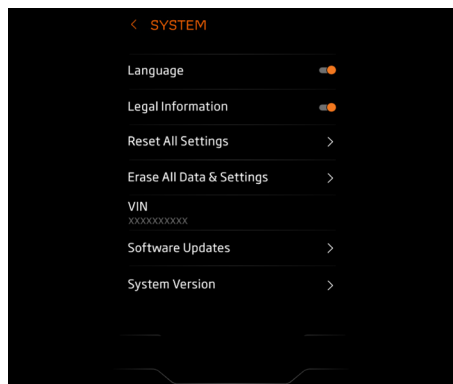 SYSTEM
Language
Legal Information
Reset All Settings
Erase All Data & Settings
VIN
XXXXXXXXXX
Software Updates
System Version